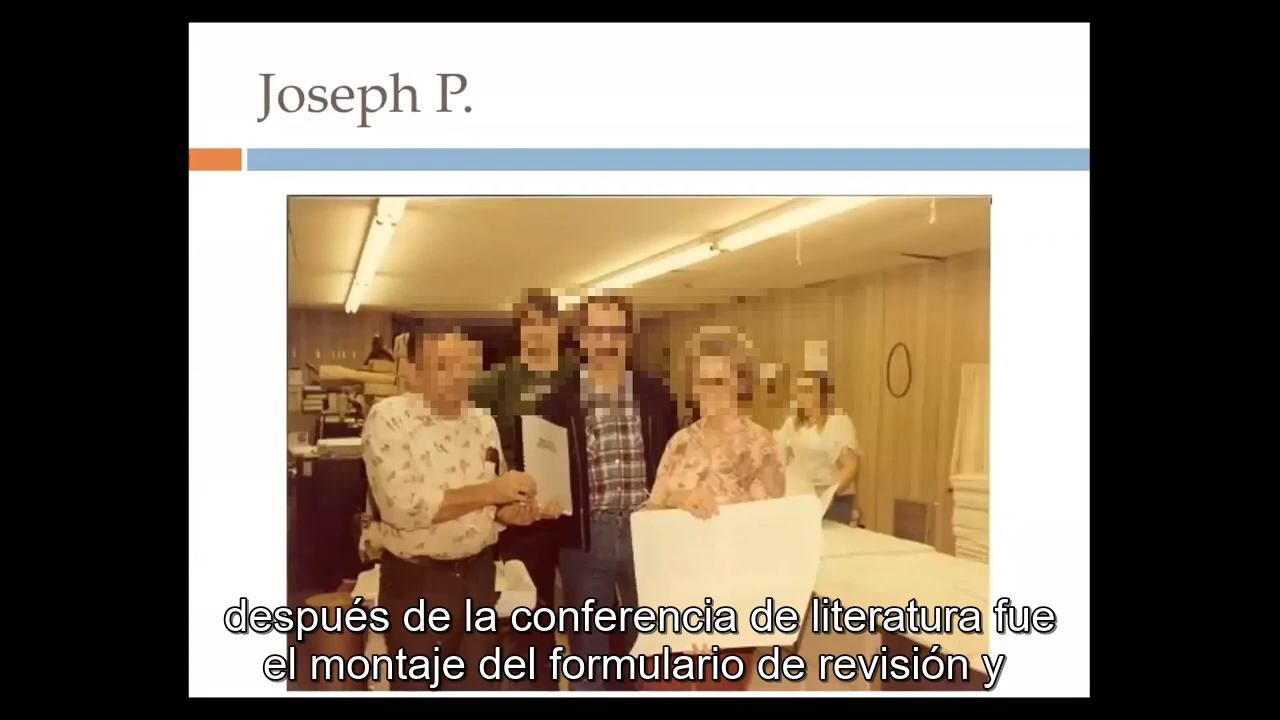 Joseph P.
después de la conferencia de literatura fue
el montaje del formulario de revisión y